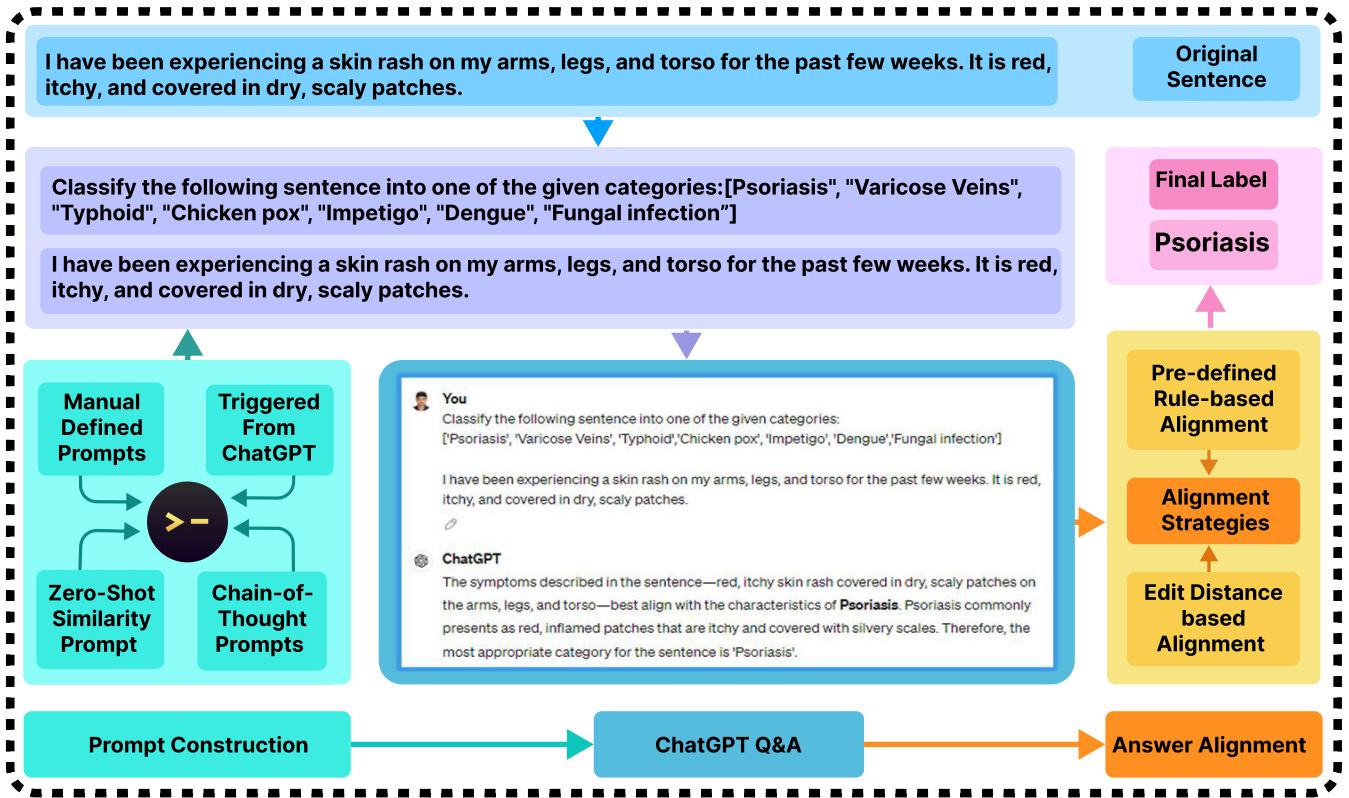 I have been experiencing a skin rash on my arms, legs, and torso for the past few weeks. It is red,
itchy, and covered in dry, scaly patches.
Original
Sentence
Classify the following sentence into one of the given categories:[Psoriasis", "Varicose Veins",
"Typhoid", "Chicken pox", "Impetigo", "Dengue", "Fungal infection”]
I have been experiencing a skin rash on my arms, legs, and torso for the past few weeks. It is red,
itchy, and covered in dry, scaly patches.
Final Label
Psoriasis
Manual
Defined
Prompts
Triggered
From
ChatGPT
>-
Zero-Shot
Similarity
Prompt
Chain-of-
Thought
Prompts
You
Classify the following sentence into one of the given categories:
['Psoriasis', 'Varicose Veins', 'Typhoid','Chicken pox', 'Impetigo', 'Dengue','Fungal infection']
I have been experiencing a skin rash on my arms, legs, and torso for the past few weeks. It is red,
itchy, and covered in dry, scaly patches.
ChatGPT
The symptoms described in the sentence—red, itchy skin rash covered in dry, scaly patches on
the arms, legs, and torso—best align with the characteristics of Psoriasis. Psoriasis commonly
presents as red, inflamed patches that are itchy and covered with silvery scales. Therefore, the
most appropriate category for the sentence is 'Psoriasis'.
Pre-defined
Rule-based
Alignment
Alignment
Strategies
Edit Distance
based
Alignment
Prompt Construction
ChatGPT Q&A
Answer Alignment